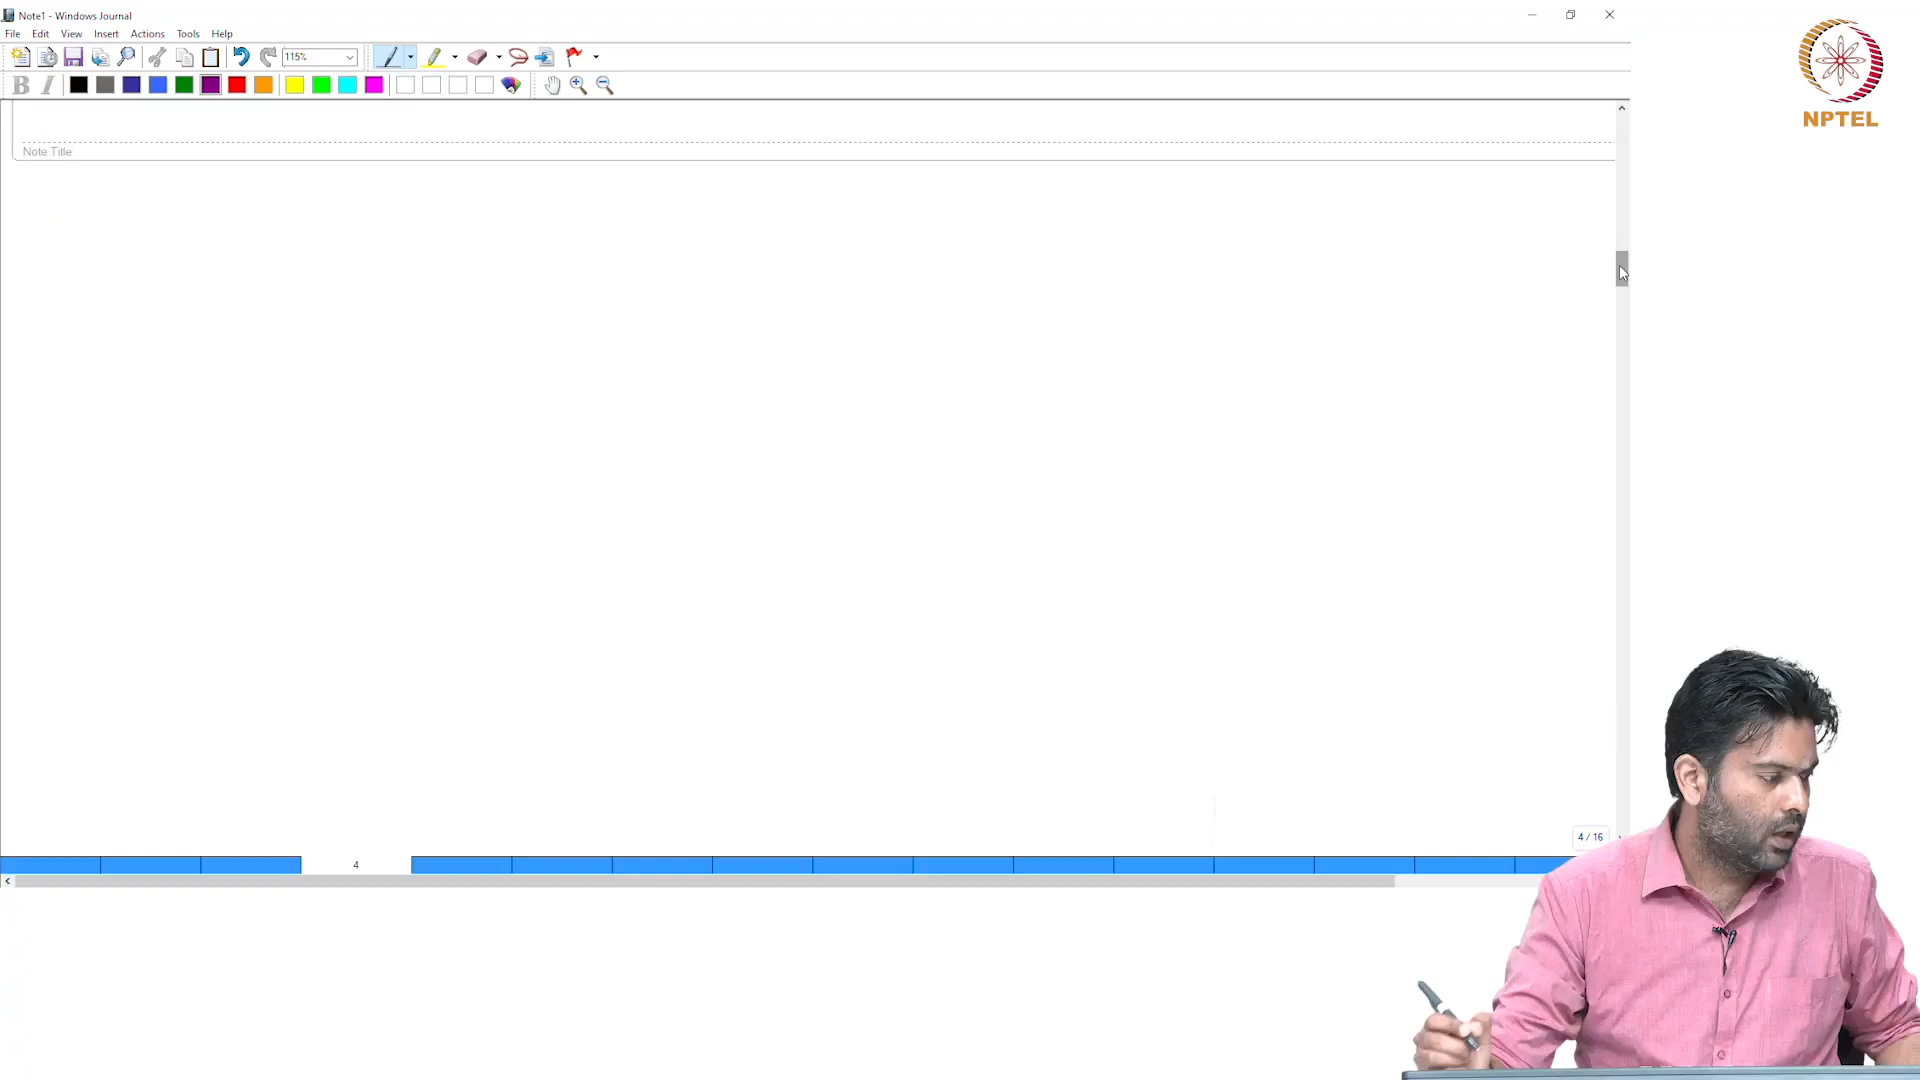 Note1 - Windows Journal
File Edit View Insert Actions Tools Help
115%
B I
Note Title
NPTEL
4 / 16
4